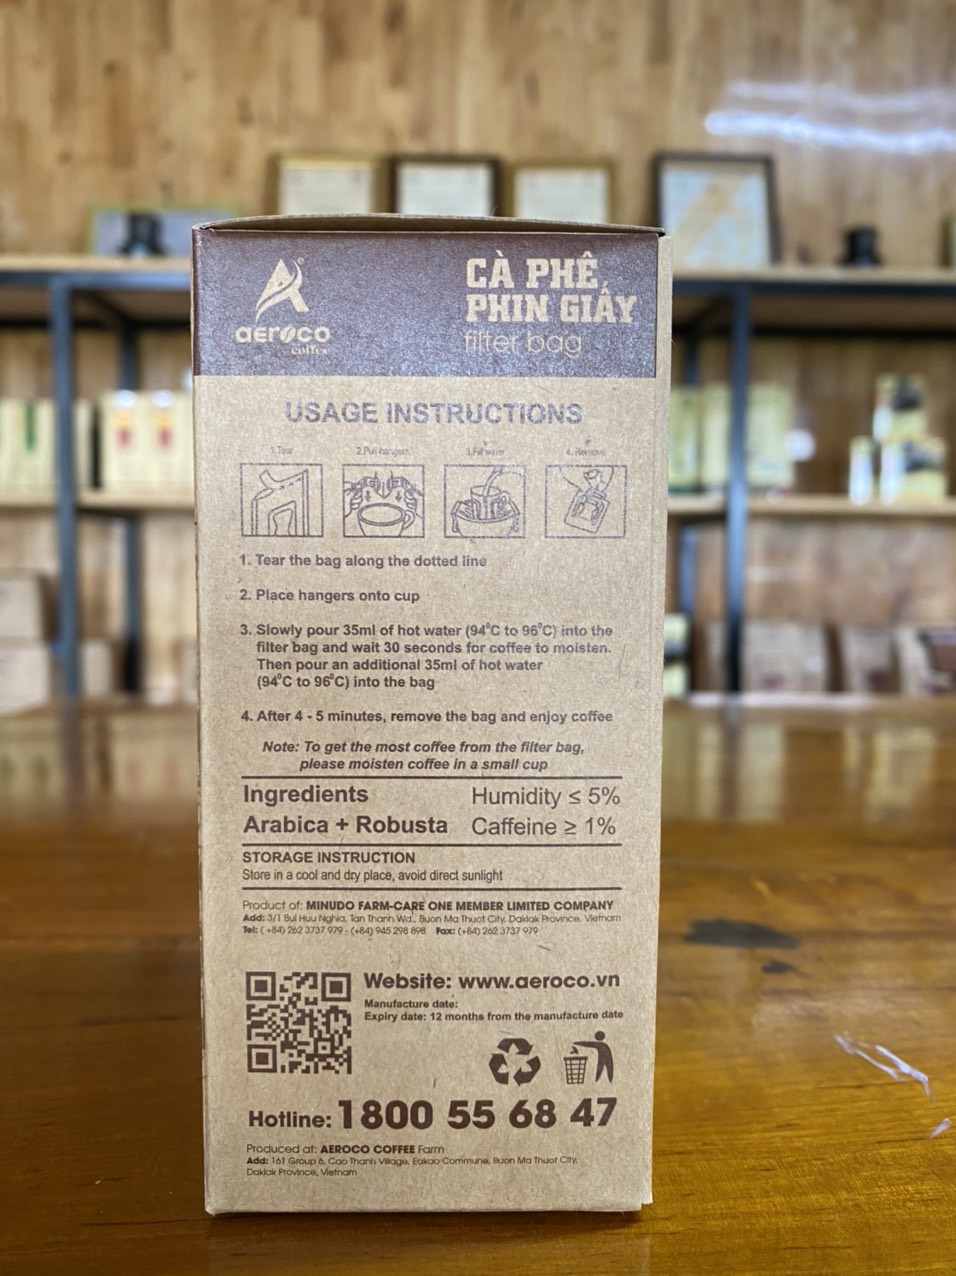 aeroco
coffee
CÀ PHÊ
PHIN GIẤY
filter bag
USAGE INSTRUCTIONS
1. Tear
2. Pull hangers
4. Remove
1. Tear the bag along the dotted line
2. Place hangers onto cup
3. Slowly pour 35ml of hot water (94°C to 96°C) into the
filter bag and wait 30 seconds for coffee to moisten.
Then pour an additional 35ml of hot water
(94°C to 96°C) into the bag
4. After 4 - 5 minutes, remove the bag and enjoy coffee
Note: To get the most coffee from the filter bag,
please moisten coffee in a small cup
Ingredients Humidity ≤ 5%
Arabica + Robusta Caffeine ≥ 1%
STORAGE INSTRUCTION
Store in a cool and dry place, avoid direct sunlight
Product of: MINUDO FARM-CARE ONE MEMBER LIMITED COMPANY
Add: 3/1 Bui Huu Nghia, Tan Thanh Wd., Buon Ma Thuot City, Daklak Province, Vietnam
Tel: (+84) 262 3737 979 - (+84) 945 298 898 Fax: (+84) 262 3737 979
Website: www.aeroco.vn
Manufacture date:
Expiry date: 12 months from the manufacture date
Hotline: 1800 55 68 47
Produced at: AEROCO COFFEE Farm
Add: 161 Group 6, Cao Thanh Village, Eakao Commune, Buon Ma Thuot City,
Daklak Province, Vietnam